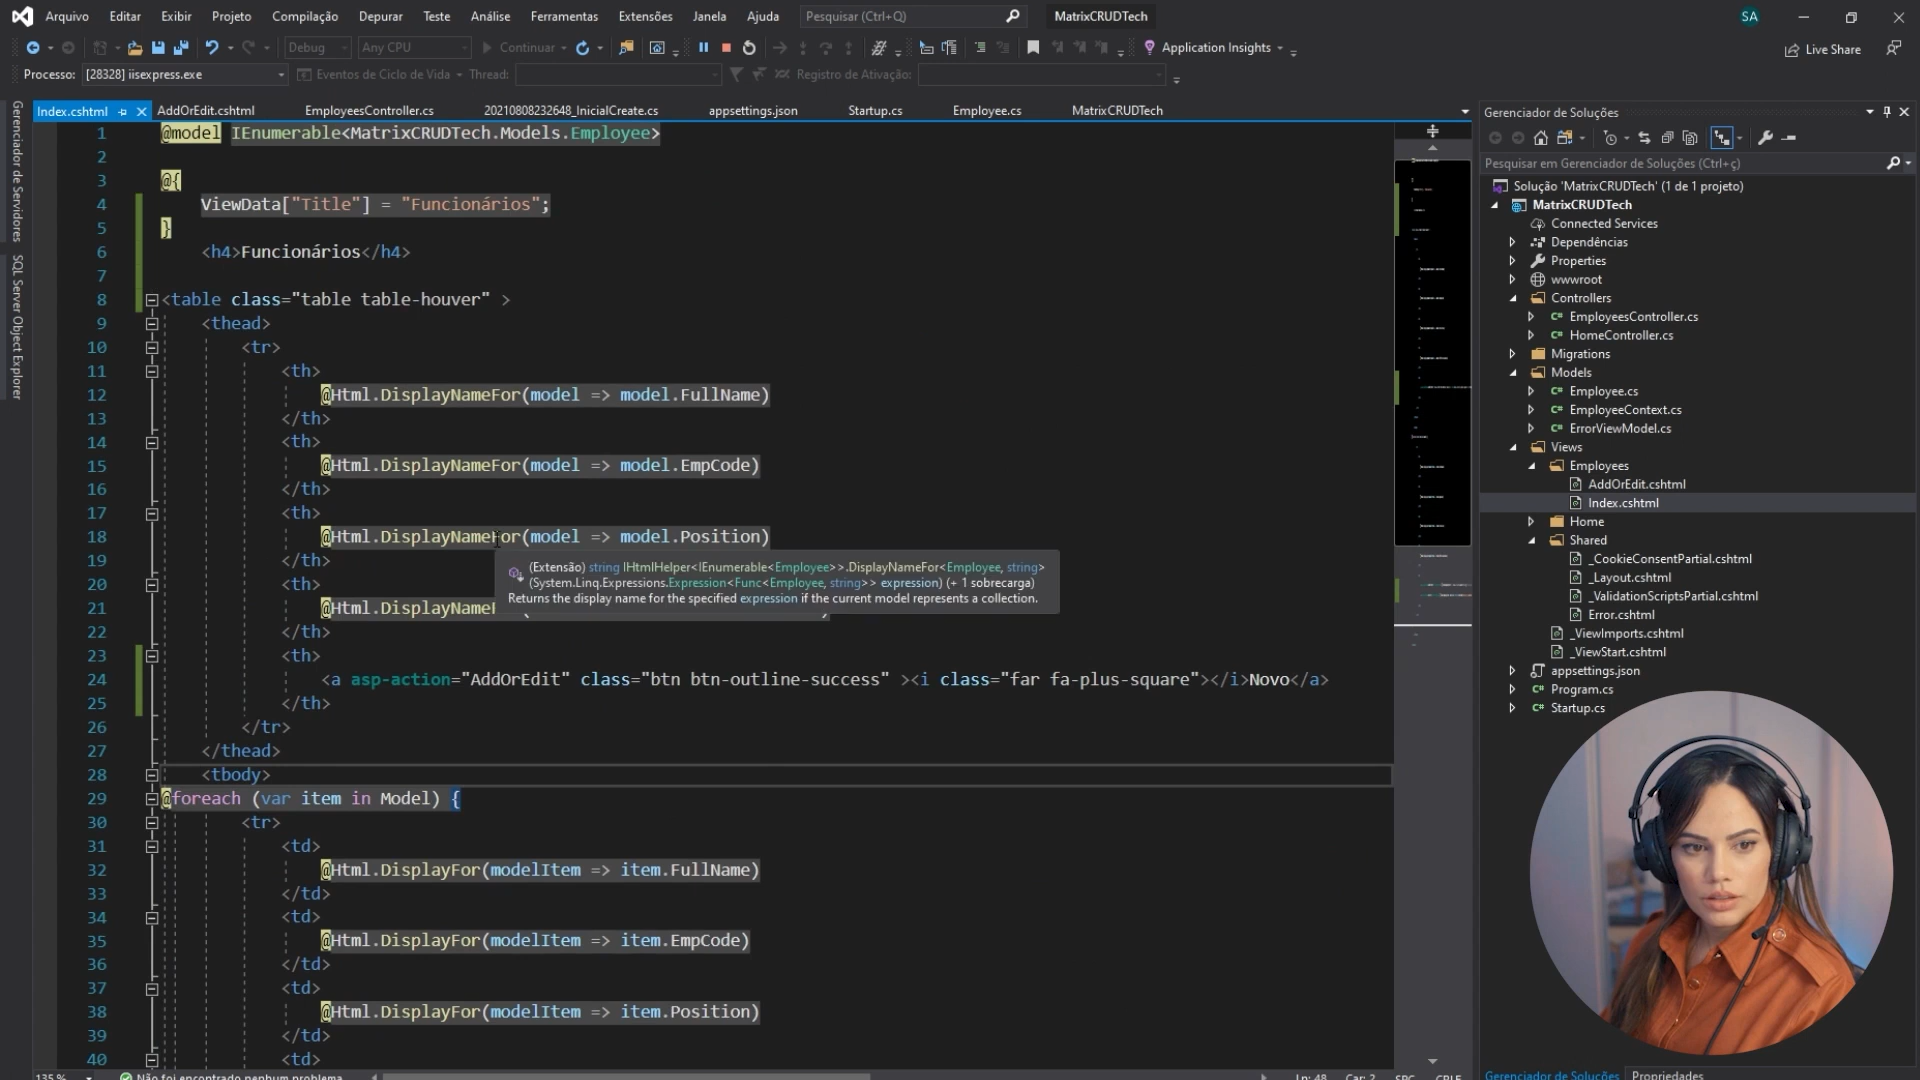 Arquivo Editar Exibir Projeto Compilação Depurar Teste Análise Ferramentas Extensões Janela Ajuda Pesquisar (Ctrl+Q) MatrixCRUDTech SA
Debug Any CPU Continuar Application Insights Live Share
Processo: [28328] iisexpress.exe Eventos de Ciclo de Vida Thread: Registro de Ativação:
Index.cshtml AddOrEdit.cshtml EmployeesController.cs 20210808232648_InicialCreate.cs appsettings.json Startup.cs Employee.cs MatrixCRUDTech
Gerenciador de Servidores
SQL Server Object Explorer
1 @model IEnumerable<MatrixCRUDTech.Models.Employee>
2
3 @{
4 ViewData["Title"] = "Funcionários";
5 }
6 <h4>Funcionários</h4>
7
8 <table class="table table-houver" >
9 <thead>
10 <tr>
11 <th>
12 @Html.DisplayNameFor(model => model.FullName)
13 </th>
14 <th>
15 @Html.DisplayNameFor(model => model.EmpCode)
16 </th>
17 <th>
18 @Html.DisplayNameFor(model => model.Position)
19 </th>
(Extensão) string IHtmlHelper<IEnumerable<Employee>>.DisplayNameFor<Employee, string>
(System.Linq.Expressions.Expression<Func<Employee, string>> expression) (+ 1 sobrecarga)
Returns the display name for the specified expression if the current model represents a collection.
20 <th>
21 @Html.DisplayNameF
22 </th>
23 <th>
24 <a asp-action="AddOrEdit" class="btn btn-outline-success" ><i class="far fa-plus-square"></i>Novo</a>
25 </th>
26 </tr>
27 </thead>
28 <tbody>
29 @foreach (var item in Model) {
30 <tr>
31 <td>
32 @Html.DisplayFor(modelItem => item.FullName)
33 </td>
34 <td>
35 @Html.DisplayFor(modelItem => item.EmpCode)
36 </td>
37 <td>
38 @Html.DisplayFor(modelItem => item.Position)
39 </td>
40 <td>
135 % Não foi encontrado nenhum problema Ln: 48 Car: 2 SPC CRLF
Gerenciador de Soluções
Pesquisar em Gerenciador de Soluções (Ctrl+ç)
Solução 'MatrixCRUDTech' (1 de 1 projeto)
MatrixCRUDTech
Connected Services
Dependências
Properties
wwwroot
Controllers
C# EmployeesController.cs
C# HomeController.cs
Migrations
Models
C# Employee.cs
C# EmployeeContext.cs
C# ErrorViewModel.cs
Views
Employees
AddOrEdit.cshtml
Index.cshtml
Home
Shared
_CookieConsentPartial.cshtml
_Layout.cshtml
_ValidationScriptsPartial.cshtml
Error.cshtml
_ViewImports.cshtml
_ViewStart.cshtml
appsettings.json
C# Program.cs
C# Startup.cs
Gerenciador de Soluções Propriedades